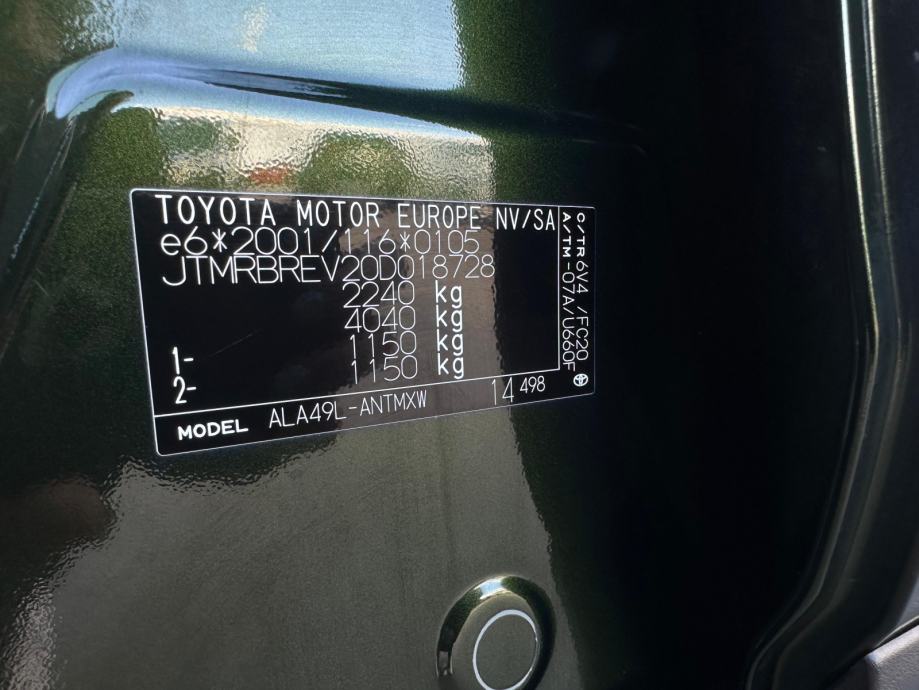 TOYOTA MOTOR EUROPE NV/SA
e6*2001/116*0105
JTMRBREV20D018728
2240 kg
4040 kg
1- 1150 kg
2- 1150 kg
MODEL ALA49L-ANTMXW 14 498
C/TR 6V4 /FC20
A/TM -07A/U660F